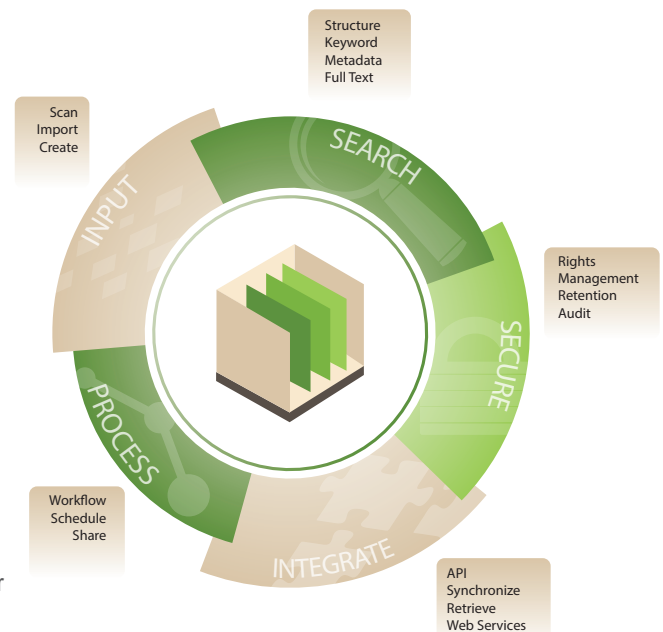 Structure
Keyword
Metadata
Full Text
Scan
Import
Create
SEARCH
INPUT
Rights
Management
Retention
Audit
SECURE
PROCESS
Workflow
Schedule
Share
INTEGRATE
API
Synchronize
Retrieve
Web Services